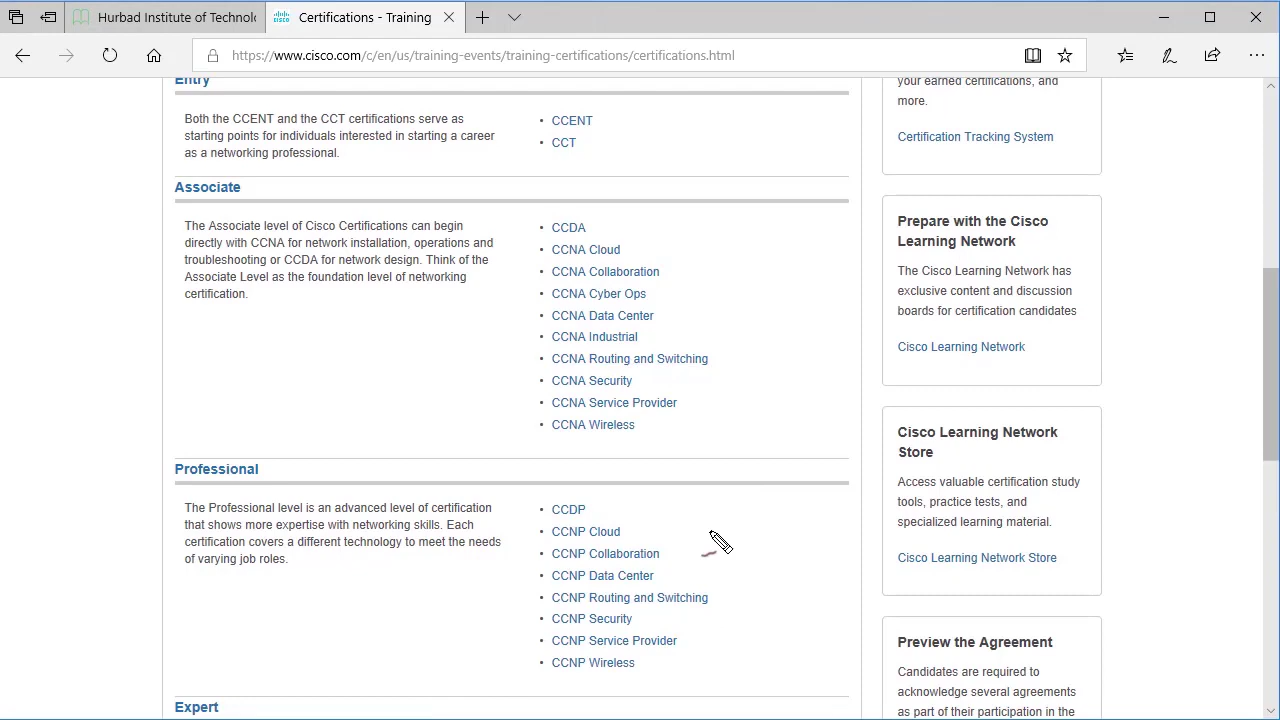 Hurbad Institute of Technol
Certifications - Training
https://www.cisco.com/c/en/us/training-events/training-certifications/certifications.html
Entry
Both the CCENT and the CCT certifications serve as
starting points for individuals interested in starting a career
as a networking professional.
• CCENT
• CCT
Associate
The Associate level of Cisco Certifications can begin
directly with CCNA for network installation, operations and
troubleshooting or CCDA for network design. Think of the
Associate Level as the foundation level of networking
certification.
• CCDA
• CCNA Cloud
• CCNA Collaboration
• CCNA Cyber Ops
• CCNA Data Center
• CCNA Industrial
• CCNA Routing and Switching
• CCNA Security
• CCNA Service Provider
• CCNA Wireless
Professional
The Professional level is an advanced level of certification
that shows more expertise with networking skills. Each
certification covers a different technology to meet the needs
of varying job roles.
• CCDP
• CCNP Cloud
• CCNP Collaboration
• CCNP Data Center
• CCNP Routing and Switching
• CCNP Security
• CCNP Service Provider
• CCNP Wireless
Expert
your earned certifications, and
more.
Certification Tracking System
Prepare with the Cisco
Learning Network
The Cisco Learning Network has
exclusive content and discussion
boards for certification candidates
Cisco Learning Network
Cisco Learning Network
Store
Access valuable certification study
tools, practice tests, and
specialized learning material.
Cisco Learning Network Store
Preview the Agreement
Candidates are required to
acknowledge several agreements
as part of their participation in the